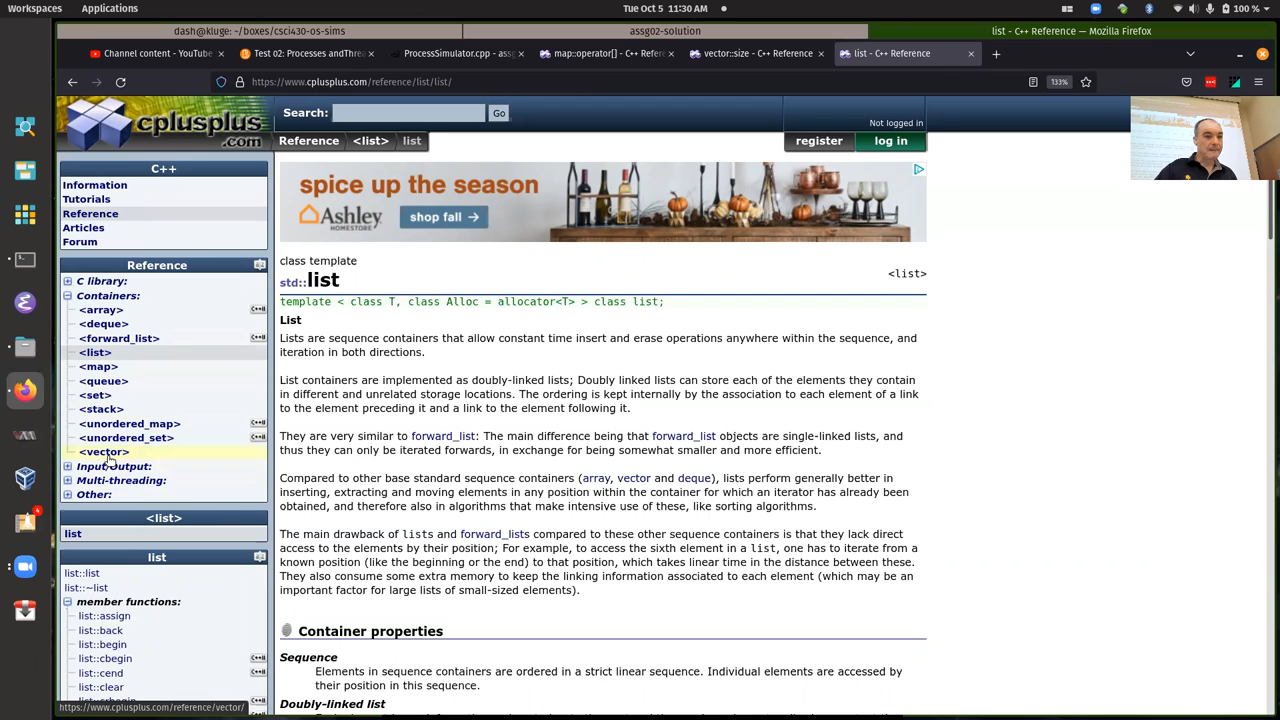 Workspaces Applications Tue Oct 5 11:30 AM 100 %
dash@kluge: ~/boxes/csci430-os-sims assgn02-solution list - C++ Reference — Mozilla Firefox
Channel content - YouTube Test 02: Processes andThrea ProcessSimulator.cpp - assg map::operator[] - C++ Refere vector::size - C++ Reference list - C++ Reference
https://www.cplusplus.com/reference/list/list/ 133%
cplusplus.com
Search: Go
Not logged in
Reference <list> list register log in
C++
Information
Tutorials
Reference
Articles
Forum
Reference
C library:
Containers:
<array>
<deque>
<forward_list>
<list>
<map>
<queue>
<set>
<stack>
<unordered_map>
<unordered_set>
<vector>
Input/Output:
Multi-threading:
Other:
<list>
list
list
list::list
list::~list
member functions:
list::assign
list::back
list::begin
list::cbegin
list::cend
list::clear
https://www.cplusplus.com/reference/vector/
spice up the season
Ashley
HOMESTORE
shop fall →
class template
std::list <list>
template < class T, class Alloc = allocator<T> > class list;
List
Lists are sequence containers that allow constant time insert and erase operations anywhere within the sequence, and
iteration in both directions.
List containers are implemented as doubly-linked lists; Doubly linked lists can store each of the elements they contain
in different and unrelated storage locations. The ordering is kept internally by the association to each element of a link
to the element preceding it and a link to the element following it.
They are very similar to forward_list: The main difference being that forward_list objects are single-linked lists, and
thus they can only be iterated forwards, in exchange for being somewhat smaller and more efficient.
Compared to other base standard sequence containers (array, vector and deque), lists perform generally better in
inserting, extracting and moving elements in any position within the container for which an iterator has already been
obtained, and therefore also in algorithms that make intensive use of these, like sorting algorithms.
The main drawback of lists and forward_lists compared to these other sequence containers is that they lack direct
access to the elements by their position; For example, to access the sixth element in a list, one has to iterate from a
known position (like the beginning or the end) to that position, which takes linear time in the distance between these.
They also consume some extra memory to keep the linking information associated to each element (which may be an
important factor for large lists of small-sized elements).
Container properties
Sequence
Elements in sequence containers are ordered in a strict linear sequence. Individual elements are accessed by
their position in this sequence.
Doubly-linked list